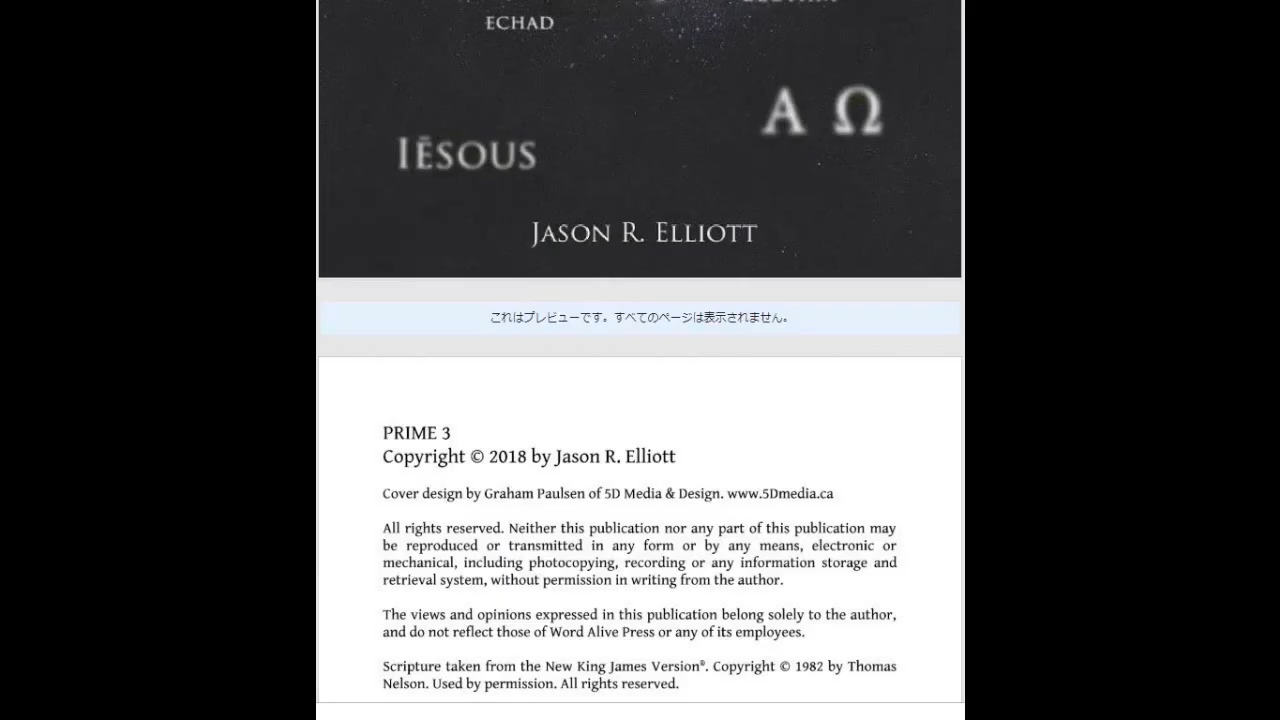 ECHAD
Α Ω
IĒSOUS
JASON R. ELLIOTT
これはプレビューです。すべてのページは表示されません。
PRIME 3
Copyright © 2018 by Jason R. Elliott
Cover design by Graham Paulsen of 5D Media & Design. www.5Dmedia.ca
All rights reserved. Neither this publication nor any part of this publication may
be reproduced or transmitted in any form or by any means, electronic or
mechanical, including photocopying, recording or any information storage and
retrieval system, without permission in writing from the author.
The views and opinions expressed in this publication belong solely to the author,
and do not reflect those of Word Alive Press or any of its employees.
Scripture taken from the New King James Version®. Copyright © 1982 by Thomas
Nelson. Used by permission. All rights reserved.